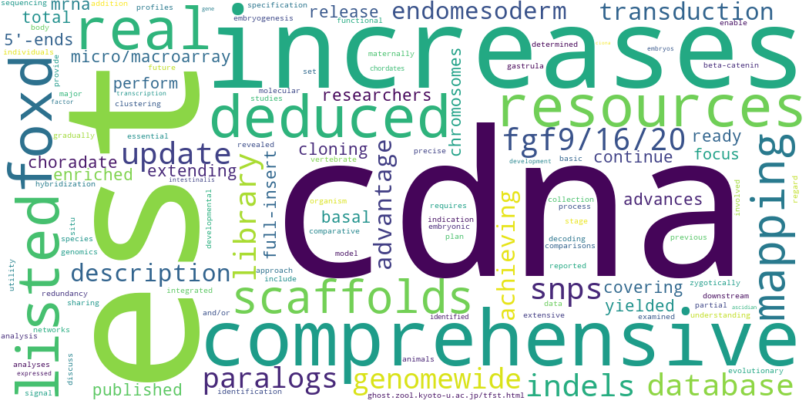 sequencing addition profiles gene specification mrna release endomesoderm transduction
total body embryogenesis functional
5'-ends individuals real increases
micro/macroarray maternally chordates enable embryos
future perform major factor transcription clustering set determined gastrula beta-catenin
provide studies molecular researchers deduced chromosomes resources
foxd est gradually essential
choradate update cloning revealed vertebrate precise fgf9/16/20 ready
extending continue focus development basic
enriched intestinalis library full-insert advantage cdna advances mapping
hybridization organism basal requires collection process previous involved regard
listed situ species genomics developmental comparative indication embryonic plan stage decoding comparisons
description model approach include achieving reported snps covering zygotically
utility redundancy sharing integrated scaffolds data yielded downstream partial ascidian
and/or extensive examined understanding
networks analysis comprehensive identified
analyses expressed paralogs animals indels database evolutionary
signal discuss published identification fgenesis ghost.zool.kyoto-u.ac.jp/tfst.html